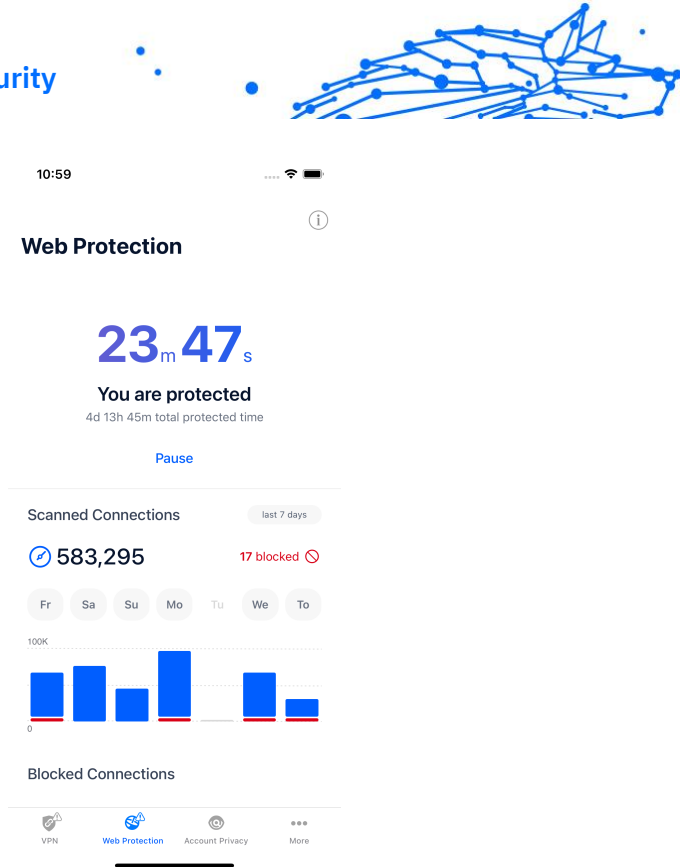 urity
10:59
Web Protection
23m 47s
You are protected
4d 13h 45m total protected time
Pause
Scanned Connections last 7 days
583,295 17 blocked
Fr Sa Su Mo Tu We To
100K
0
Blocked Connections
VPN Web Protection Account Privacy More